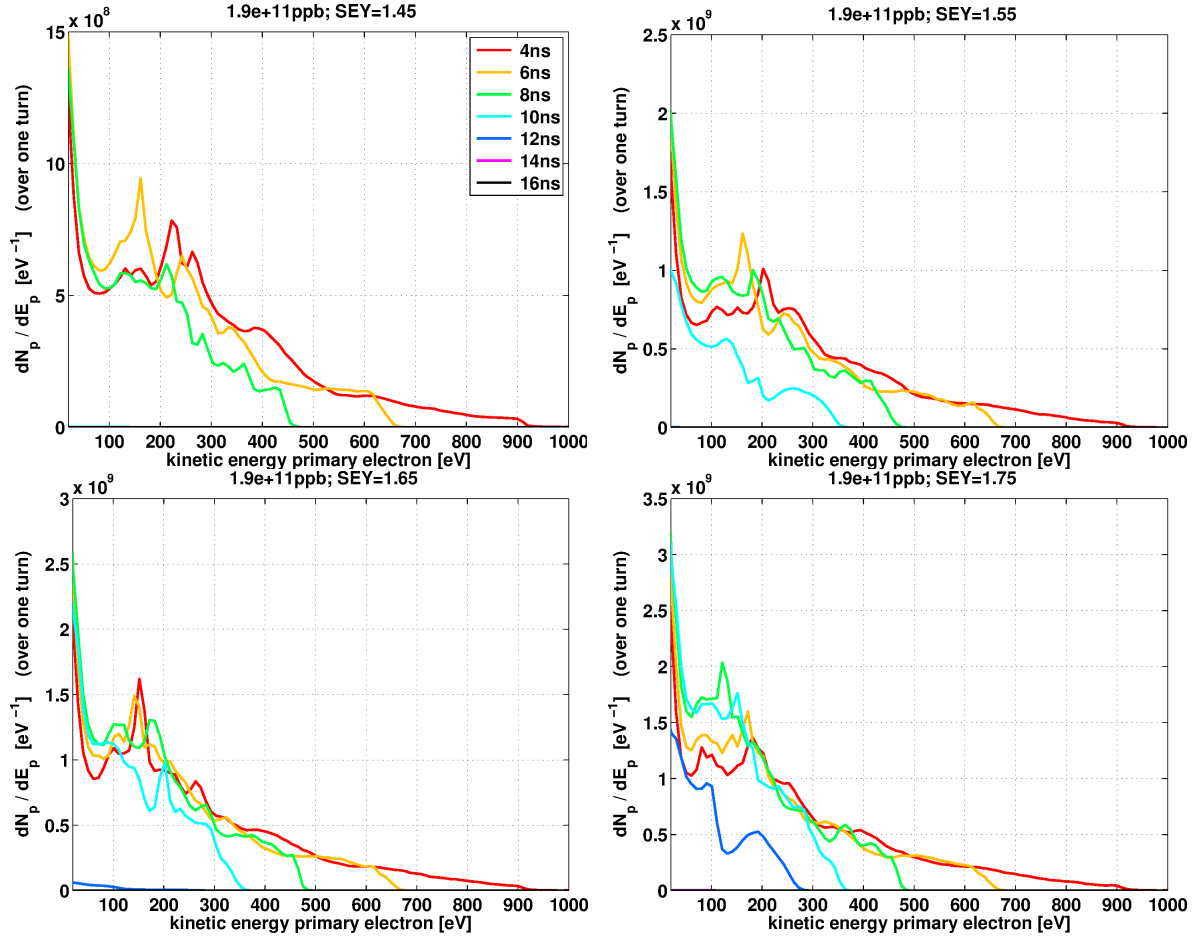 1.9e+11ppb; SEY=1.45
x 10^8
15
10
5
0
dN_p / dE_p [eV^-1] (over one turn)
4ns
6ns
8ns
10ns
12ns
14ns
16ns
100 200 300 400 500 600 700 800 900 1000
kinetic energy primary electron [eV]
1.9e+11ppb; SEY=1.55
x 10^9
2.5
2
1.5
1
0.5
0
dN_p / dE_p [eV^-1] (over one turn)
100 200 300 400 500 600 700 800 900 1000
kinetic energy primary electron [eV]
1.9e+11ppb; SEY=1.65
x 10^9
3
2.5
2
1.5
1
0.5
0
dN_p / dE_p [eV^-1] (over one turn)
100 200 300 400 500 600 700 800 900 1000
kinetic energy primary electron [eV]
1.9e+11ppb; SEY=1.75
x 10^9
3.5
3
2.5
2
1.5
1
0.5
0
dN_p / dE_p [eV^-1] (over one turn)
100 200 300 400 500 600 700 800 900 1000
kinetic energy primary electron [eV]